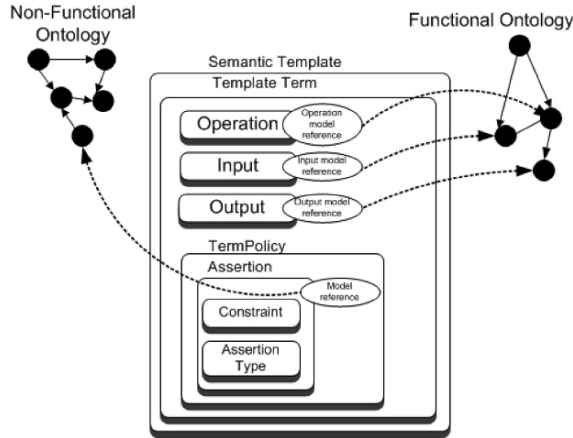 Non-Functional
Ontology
Functional Ontology
Semantic Template
Template Term
Operation
Operation
model
reference
Input
Input model
reference
Output
Output model
reference
TermPolicy
Assertion
Model
reference
Constraint
Assertion
Type